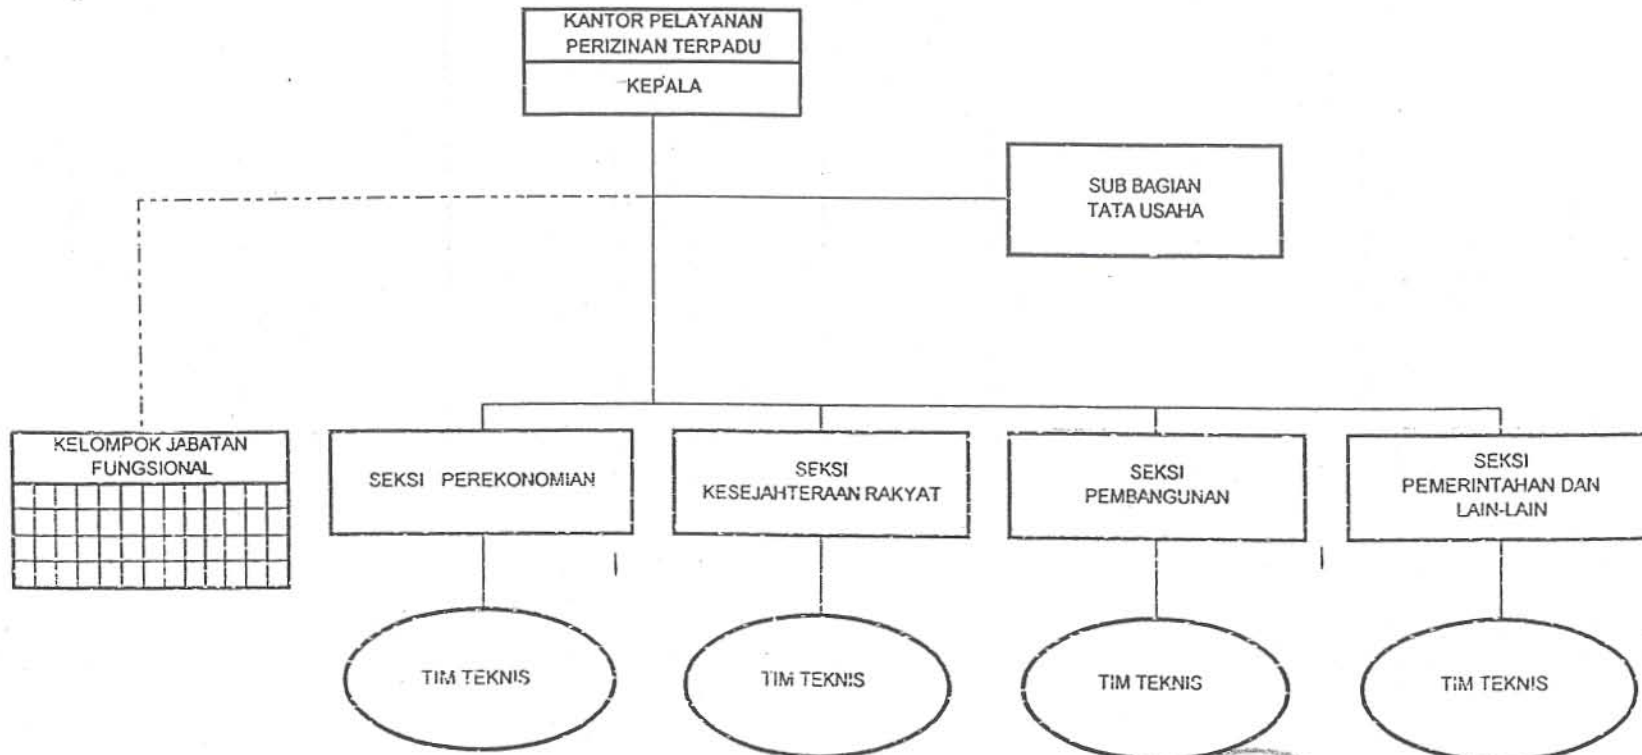 KANTOR PELAYANAN
PERIZINAN TERPADU
KEPALA
SUB BAGIAN
TATA USAHA
KELOMPOK JABATAN
FUNGSIONAL
SEKSI PEREKONOMIAN
SEKSI
KESEJAHTERAAN RAKYAT
SEKSI
PEMBANGUNAN
SEKSI
PEMERINTAHAN DAN
LAIN-LAIN
TIM TEKNIS
TIM TEKNIS
TIM TEKNIS
TIM TEKNIS